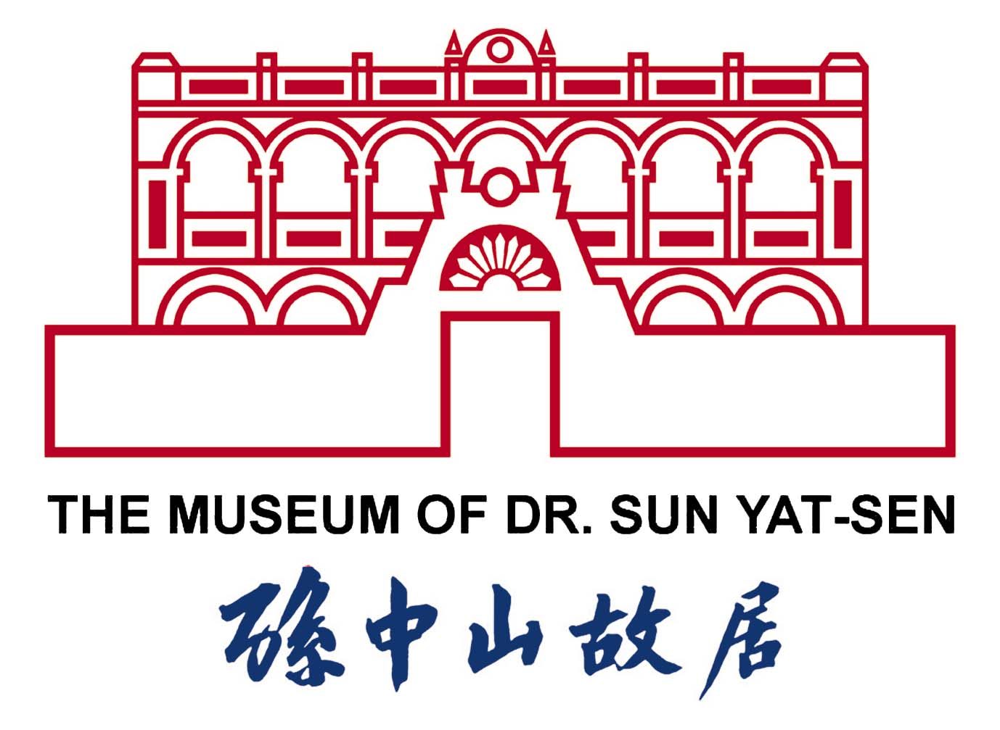 THE MUSEUM OF DR. SUN YAT-SEN
孫中山故居